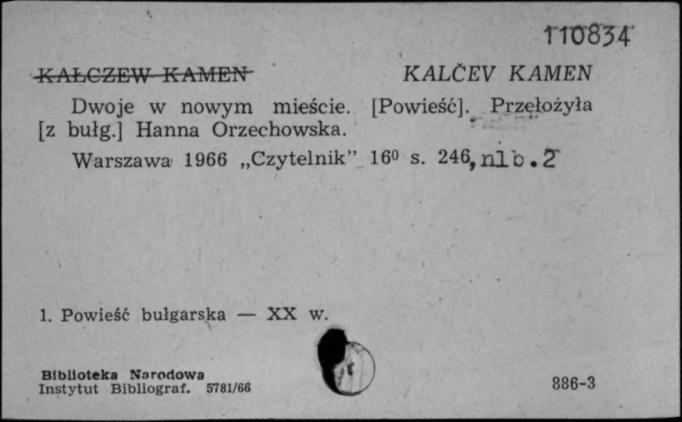 110834
KALCZEW KAMEN KALČEV KAMEN
Dwoje w nowym mieście. [Powieść]. Przełożyła
[z bułg.] Hanna Orzechowska.
Warszawa 1966 „Czytelnik” 16⁰ s. 246, nlb. 2
1. Powieść bułgarska — XX w.
Biblioteka Narodowa
Instytut Bibliograf. 5781/66
886-3